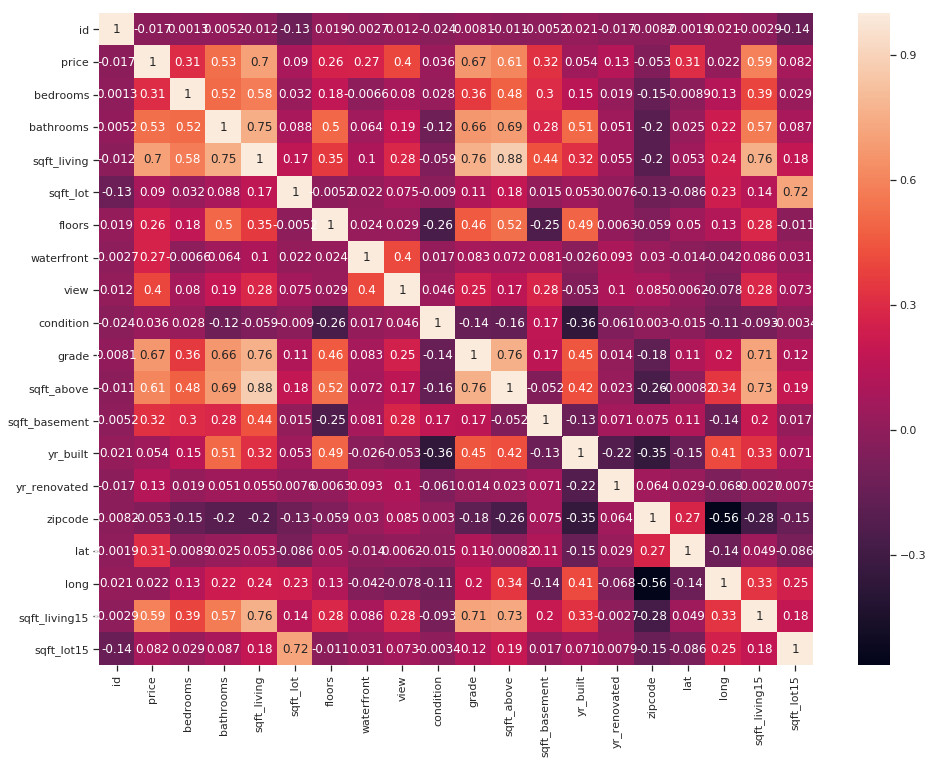 id 1 -0.017 0.0013 0.0052 -0.012 -0.13 0.019 -0.0027 0.012 -0.024 0.0081 -0.011 -0.0052 0.021 -0.017 -0.0082 -0.0019 0.021 -0.0029 -0.14
price -0.017 1 0.31 0.53 0.7 0.09 0.26 0.27 0.4 0.036 0.67 0.61 0.32 0.054 0.13 -0.053 0.31 0.022 0.59 0.082
bedrooms 0.0013 0.31 1 0.52 0.58 0.032 0.18 -0.0066 0.08 0.028 0.36 0.48 0.3 0.15 0.019 -0.15 -0.0089 0.13 0.39 0.029
bathrooms 0.0052 0.53 0.52 1 0.75 0.088 0.5 0.064 0.19 -0.12 0.66 0.69 0.28 0.51 0.051 -0.2 0.025 0.22 0.57 0.087
sqft_living -0.012 0.7 0.58 0.75 1 0.17 0.35 0.1 0.28 -0.059 0.76 0.88 0.44 0.32 0.055 -0.2 0.053 0.24 0.76 0.18
sqft_lot -0.13 0.09 0.032 0.088 0.17 1 -0.0052 0.022 0.075 -0.009 0.11 0.18 0.015 0.053 0.0076 -0.13 -0.086 0.23 0.14 0.72
floors 0.019 0.26 0.18 0.5 0.35 -0.0052 1 0.024 0.029 -0.26 0.46 0.52 -0.25 0.49 0.0063 -0.059 0.05 0.13 0.28 -0.011
waterfront -0.0027 0.27 -0.0066 0.064 0.1 0.022 0.024 1 0.4 0.017 0.083 0.072 0.081 -0.026 0.093 0.03 -0.014 -0.042 0.086 0.031
view 0.012 0.4 0.08 0.19 0.28 0.075 0.029 0.4 1 0.046 0.25 0.17 0.28 -0.053 0.1 0.085 0.0062 -0.078 0.28 0.073
condition -0.024 0.036 0.028 -0.12 -0.059 -0.009 -0.26 0.017 0.046 1 -0.14 -0.16 0.17 -0.36 -0.061 0.003 -0.015 -0.11 -0.093 -0.0034
grade 0.0081 0.67 0.36 0.66 0.76 0.11 0.46 0.083 0.25 -0.14 1 0.76 0.17 0.45 0.014 -0.18 0.11 0.2 0.71 0.12
sqft_above -0.011 0.61 0.48 0.69 0.88 0.18 0.52 0.072 0.17 -0.16 0.76 1 -0.052 0.42 0.023 -0.26 -0.00082 0.34 0.73 0.19
sqft_basement -0.0052 0.32 0.3 0.28 0.44 0.015 -0.25 0.081 0.28 0.17 0.17 -0.052 1 -0.13 0.071 0.075 0.11 -0.14 0.2 0.017
yr_built 0.021 0.054 0.15 0.51 0.32 0.053 0.49 -0.026 -0.053 -0.36 0.45 0.42 -0.13 1 -0.22 -0.35 -0.15 0.41 0.33 0.071
yr_renovated -0.017 0.13 0.019 0.051 0.055 0.0076 0.0063 0.093 0.1 -0.061 0.014 0.023 0.071 -0.22 1 0.064 0.029 -0.068 -0.0027 0.0079
zipcode -0.0082 -0.053 -0.15 -0.2 -0.2 -0.13 -0.059 0.03 0.085 0.003 -0.18 -0.26 0.075 -0.35 0.064 1 0.27 -0.56 -0.28 -0.15
lat -0.0019 0.31 -0.0089 0.025 0.053 -0.086 0.05 -0.014 0.0062 -0.015 0.11 -0.00082 0.11 -0.15 0.029 0.27 1 -0.14 0.049 -0.086
long 0.021 0.022 0.13 0.22 0.24 0.23 0.13 -0.042 -0.078 -0.11 0.2 0.34 -0.14 0.41 -0.068 -0.56 -0.14 1 0.33 0.25
sqft_living15 -0.0029 0.59 0.39 0.57 0.76 0.14 0.28 0.086 0.28 -0.093 0.71 0.73 0.2 0.33 -0.0027 -0.28 0.049 0.33 1 0.18
sqft_lot15 -0.14 0.082 0.029 0.087 0.18 0.72 -0.011 0.031 0.073 -0.0034 0.12 0.19 0.017 0.071 0.0079 -0.15 -0.086 0.25 0.18 1
id price bedrooms bathrooms sqft_living sqft_lot floors waterfront view condition grade sqft_above sqft_basement yr_built yr_renovated zipcode lat long sqft_living15 sqft_lot15
0.9
0.6
0.3
0.0
−0.3